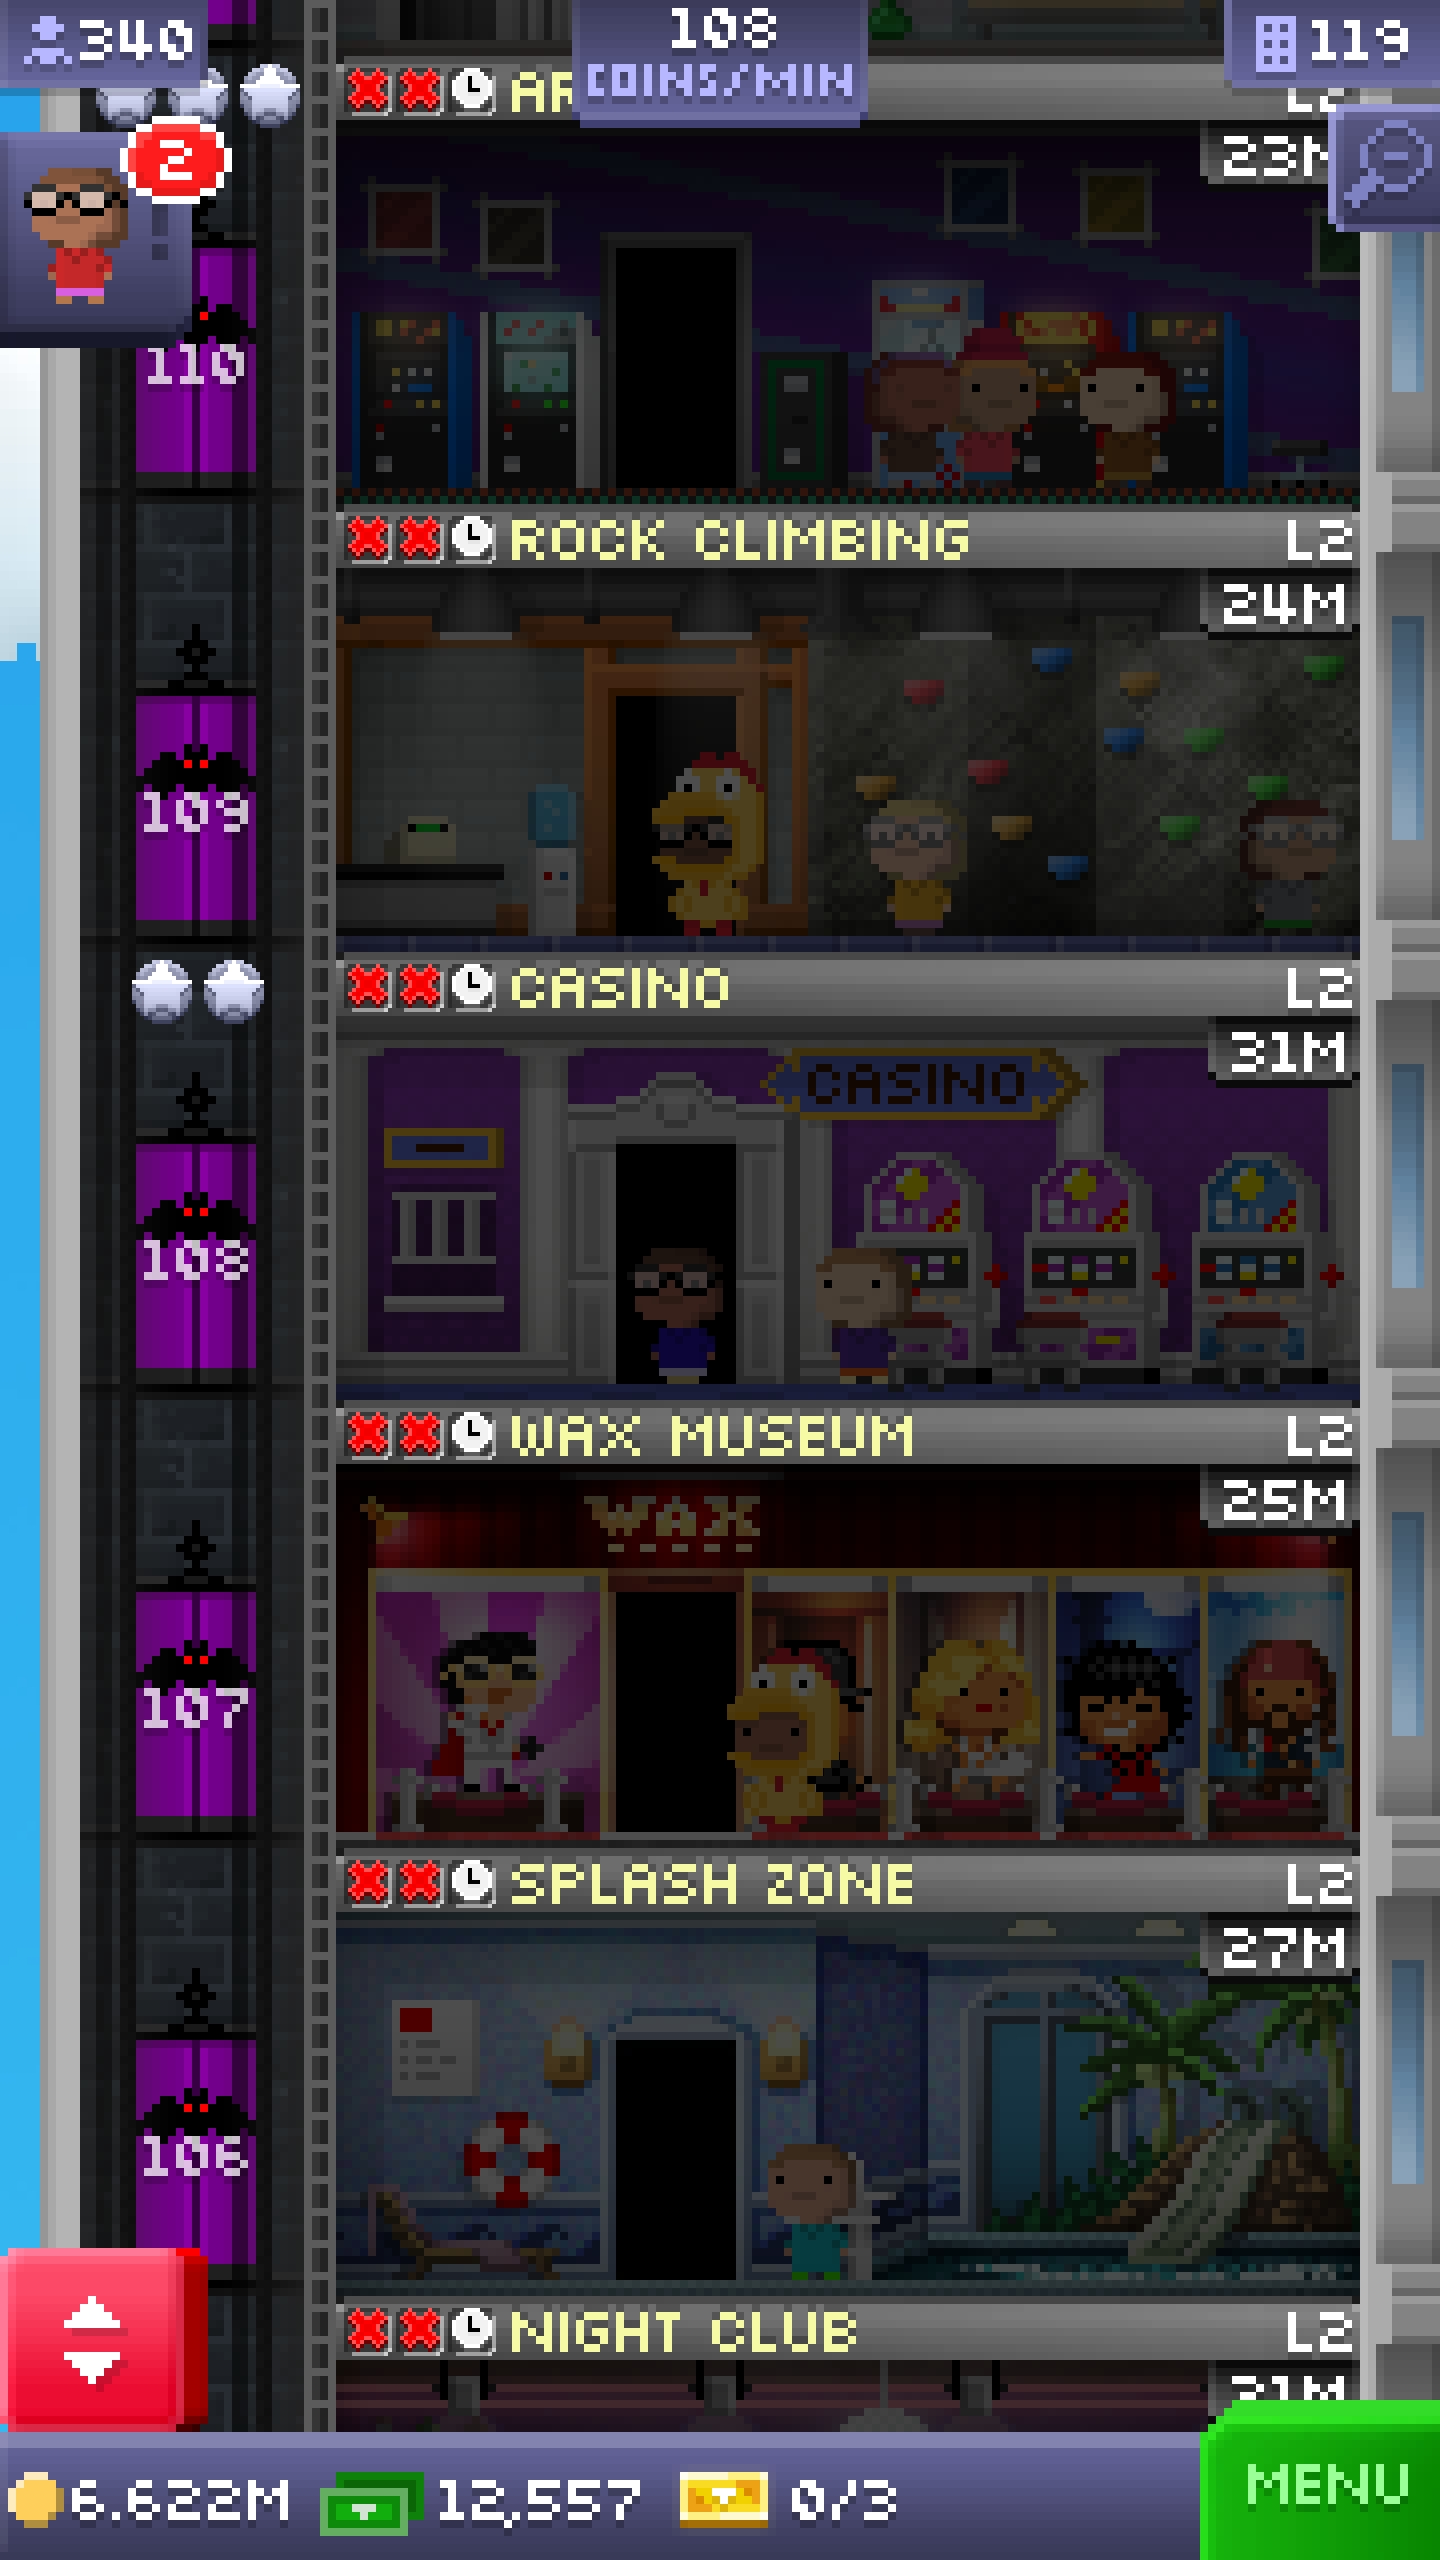 340
108
COINS/MIN
119
2
L2
23M
110
ROCK CLIMBING L2
24M
109
CASINO L2
31M
CASINO
108
WAX MUSEUM L2
25M
WAX
107
SPLASH ZONE L2
27M
106
NIGHT CLUB L2
6.622M 12,557 0/3
MENU